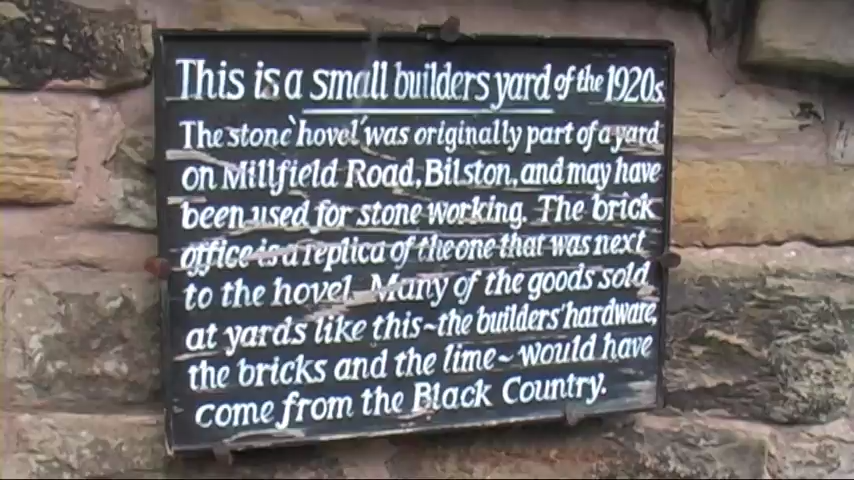 This is a small builders yard of the 1920s.
The stone 'hovel' was originally part of a yard
on Millfield Road, Bilston, and may have
been used for stone working. The brick
office is a replica of the one that was next
to the hovel. Many of the goods sold
at yards like this ~ the builders' hardware,
the bricks and the lime ~ would have
come from the Black Country.